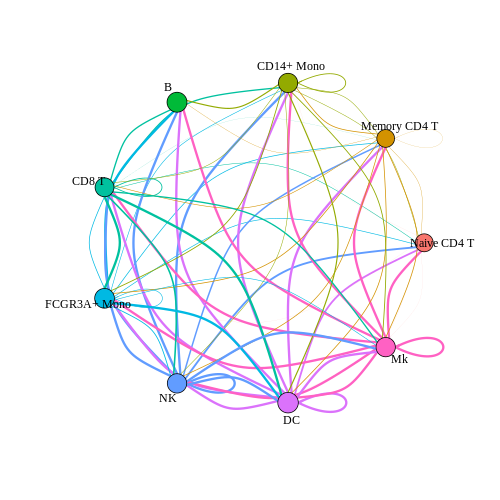 CD14+ Mono
B
Memory CD4 T
CD8 T
Naive CD4 T
FCGR3A+ Mono
Mk
NK
DC